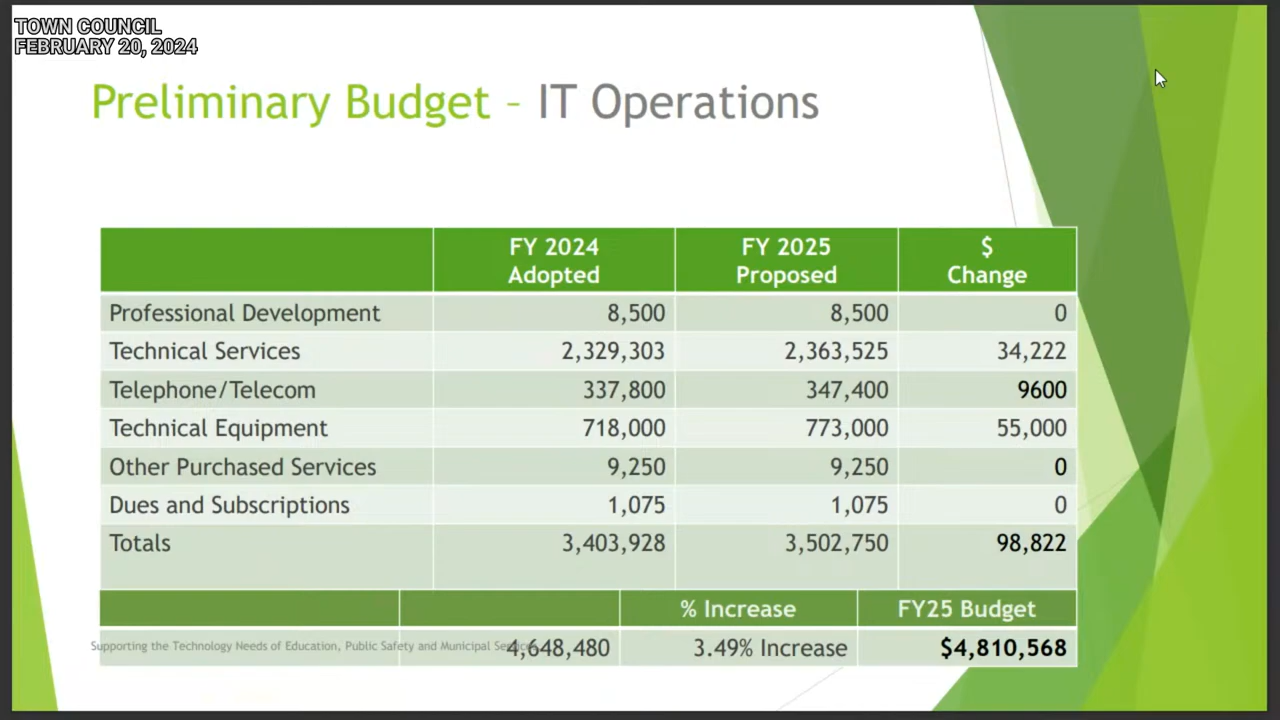 TOWN COUNCIL
FEBRUARY 20, 2024
Preliminary Budget – IT Operations
FY 2024 Adopted FY 2025 Proposed $ Change
Professional Development 8,500 8,500 0
Technical Services 2,329,303 2,363,525 34,222
Telephone/Telecom 337,800 347,400 9600
Technical Equipment 718,000 773,000 55,000
Other Purchased Services 9,250 9,250 0
Dues and Subscriptions 1,075 1,075 0
Totals 3,403,928 3,502,750 98,822
% Increase FY25 Budget
Supporting the Technology Needs of Education, Public Safety and Municipal
4,648,480 3.49% Increase $4,810,568